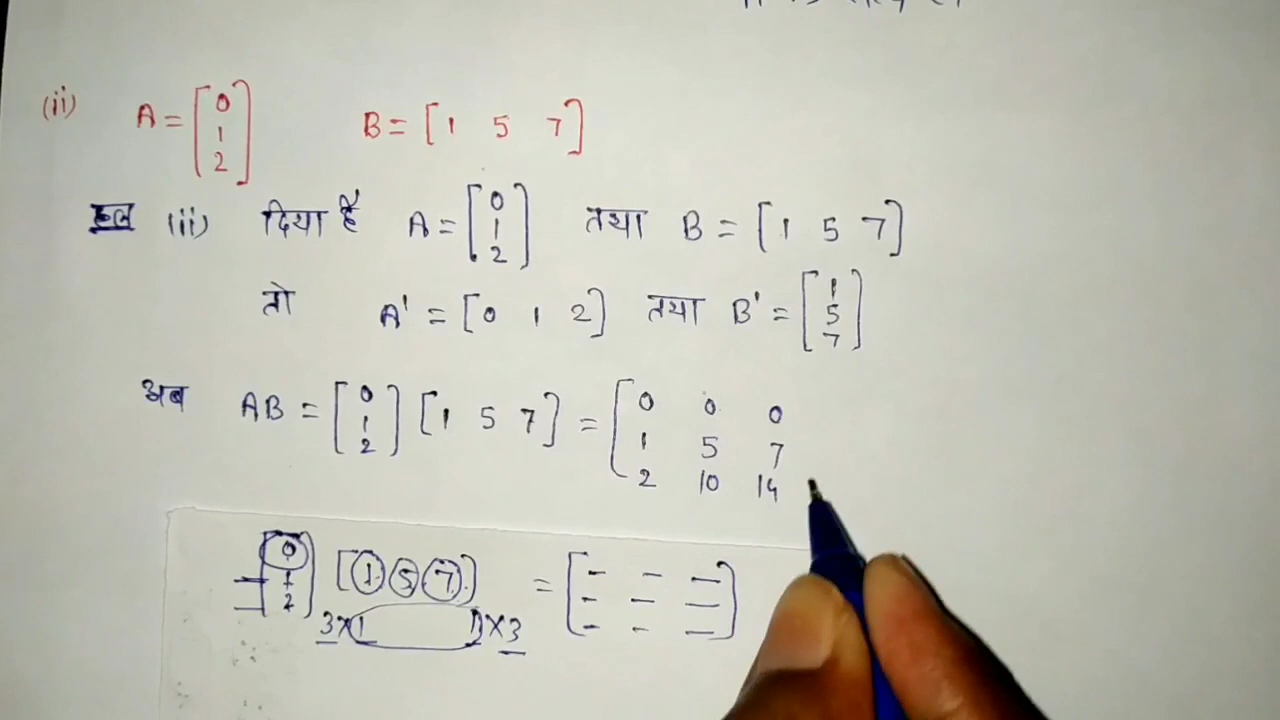 (ii) A = [0 1 2] B = [1 5 7]
हल (ii) दिया है A = [0 1 2] तथा B = [1 5 7]
तो A' = [0 1 2] तथा B' = [1 5 7]
अब AB = [0 1 2] [1 5 7] = [0 0 0
1 5 7
2 10 14
[0 1 2] [1 5 7] = [– – –
– – –
– – –]
3×1 1×3